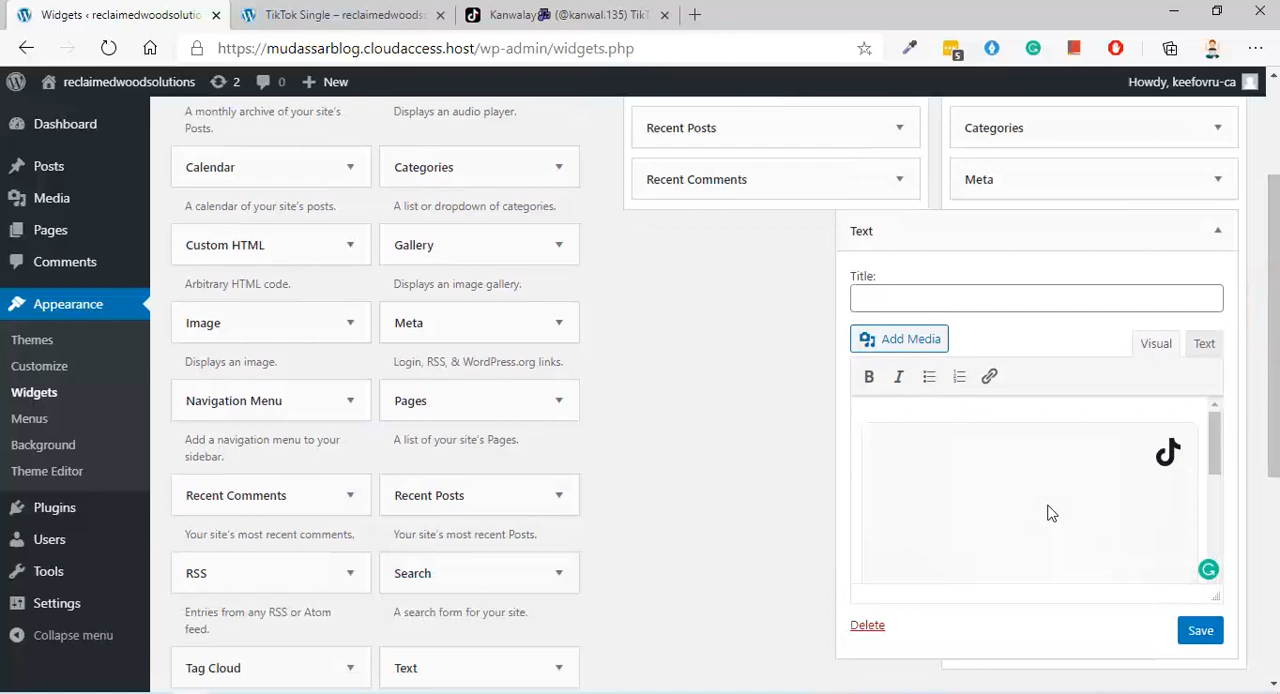 Widgets ‹ reclaimedwoodsolutio
TikTok Single – reclaimedwoods
Kanwalay (@kanwal.135) TikT
https://mudassarblog.cloudaccess.host/wp-admin/widgets.php
5
reclaimedwoodsolutions
2
0
New
Howdy, keefovru-ca
Dashboard
Posts
Media
Pages
Comments
Appearance
Themes
Customize
Widgets
Menus
Background
Theme Editor
Plugins
Users
Tools
Settings
Collapse menu
A monthly archive of your site's
Posts.
Displays an audio player.
Calendar
Categories
A calendar of your site's posts.
A list or dropdown of categories.
Custom HTML
Gallery
Arbitrary HTML code.
Displays an image gallery.
Image
Meta
Displays an image.
Login, RSS, & WordPress.org links.
Navigation Menu
Pages
Add a navigation menu to your
sidebar.
A list of your site's Pages.
Recent Comments
Recent Posts
Your site's most recent comments.
Your site's most recent Posts.
RSS
Search
Entries from any RSS or Atom
feed.
A search form for your site.
Tag Cloud
Text
Recent Posts
Recent Comments
Categories
Meta
Text
Title:
Add Media
Visual
Text
B
I
Delete
Save